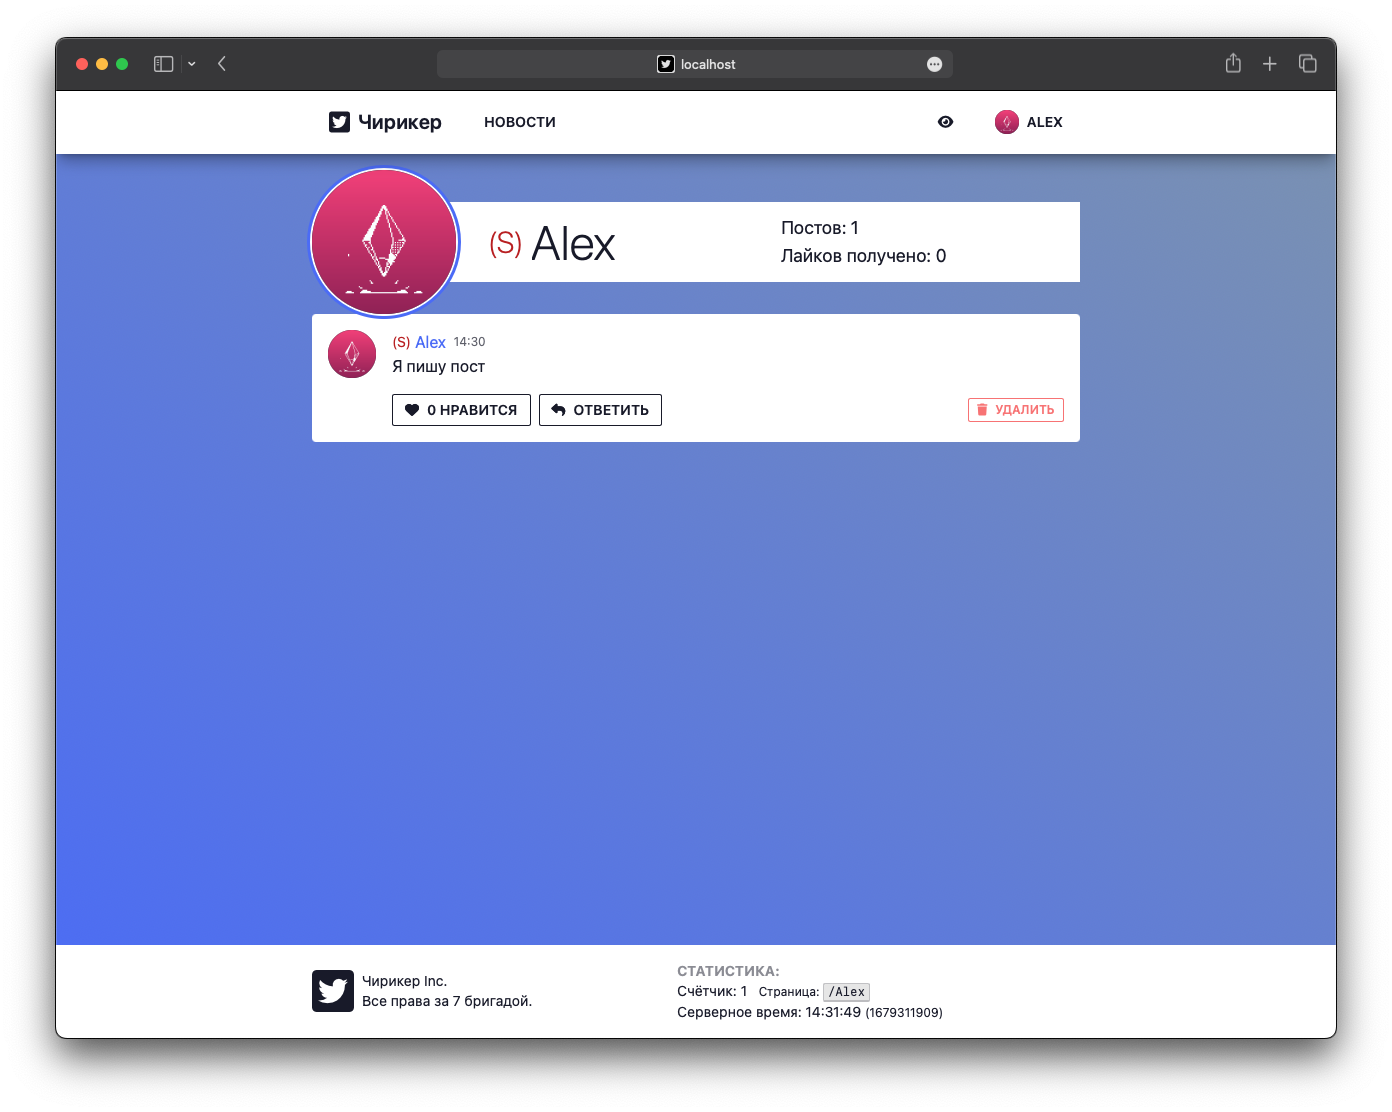 localhost
Чирикер
НОВОСТИ
ALEX
(S) Alex
Постов: 1
Лайков получено: 0
(S) Alex 14:30
Я пишу пост
0 НРАВИТСЯ
ОТВЕТИТЬ
УДАЛИТЬ
Чирикер Inc.
Все права за 7 бригадой.
СТАТИСТИКА:
Счётчик: 1 Страница: /Alex
Серверное время: 14:31:49 (1679311909)